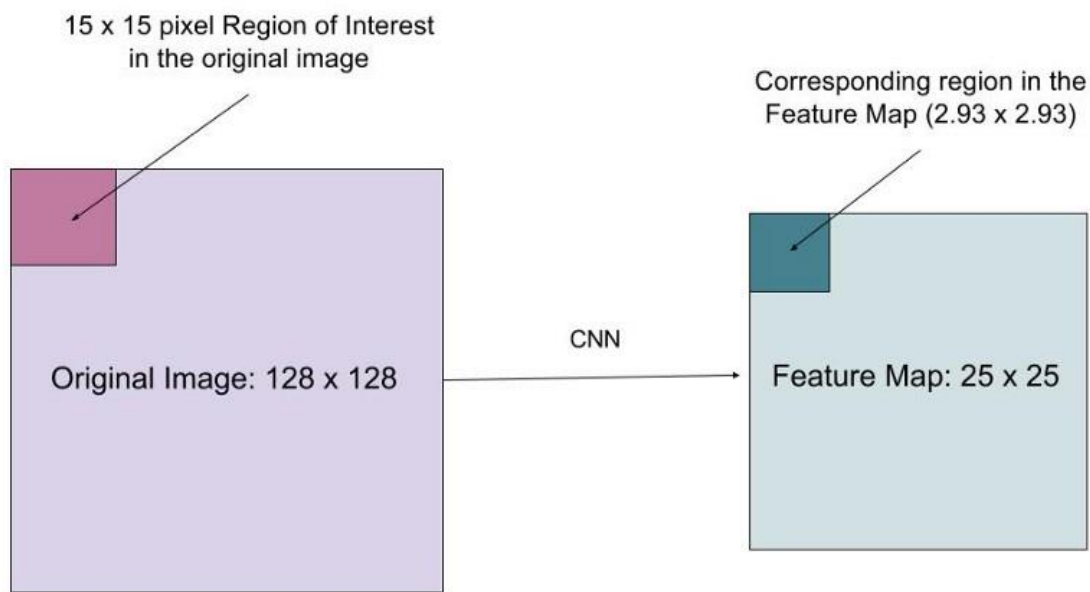 15 x 15 pixel Region of Interest
in the original image
Corresponding region in the
Feature Map (2.93 x 2.93)
CNN
Original Image: 128 x 128
Feature Map: 25 x 25